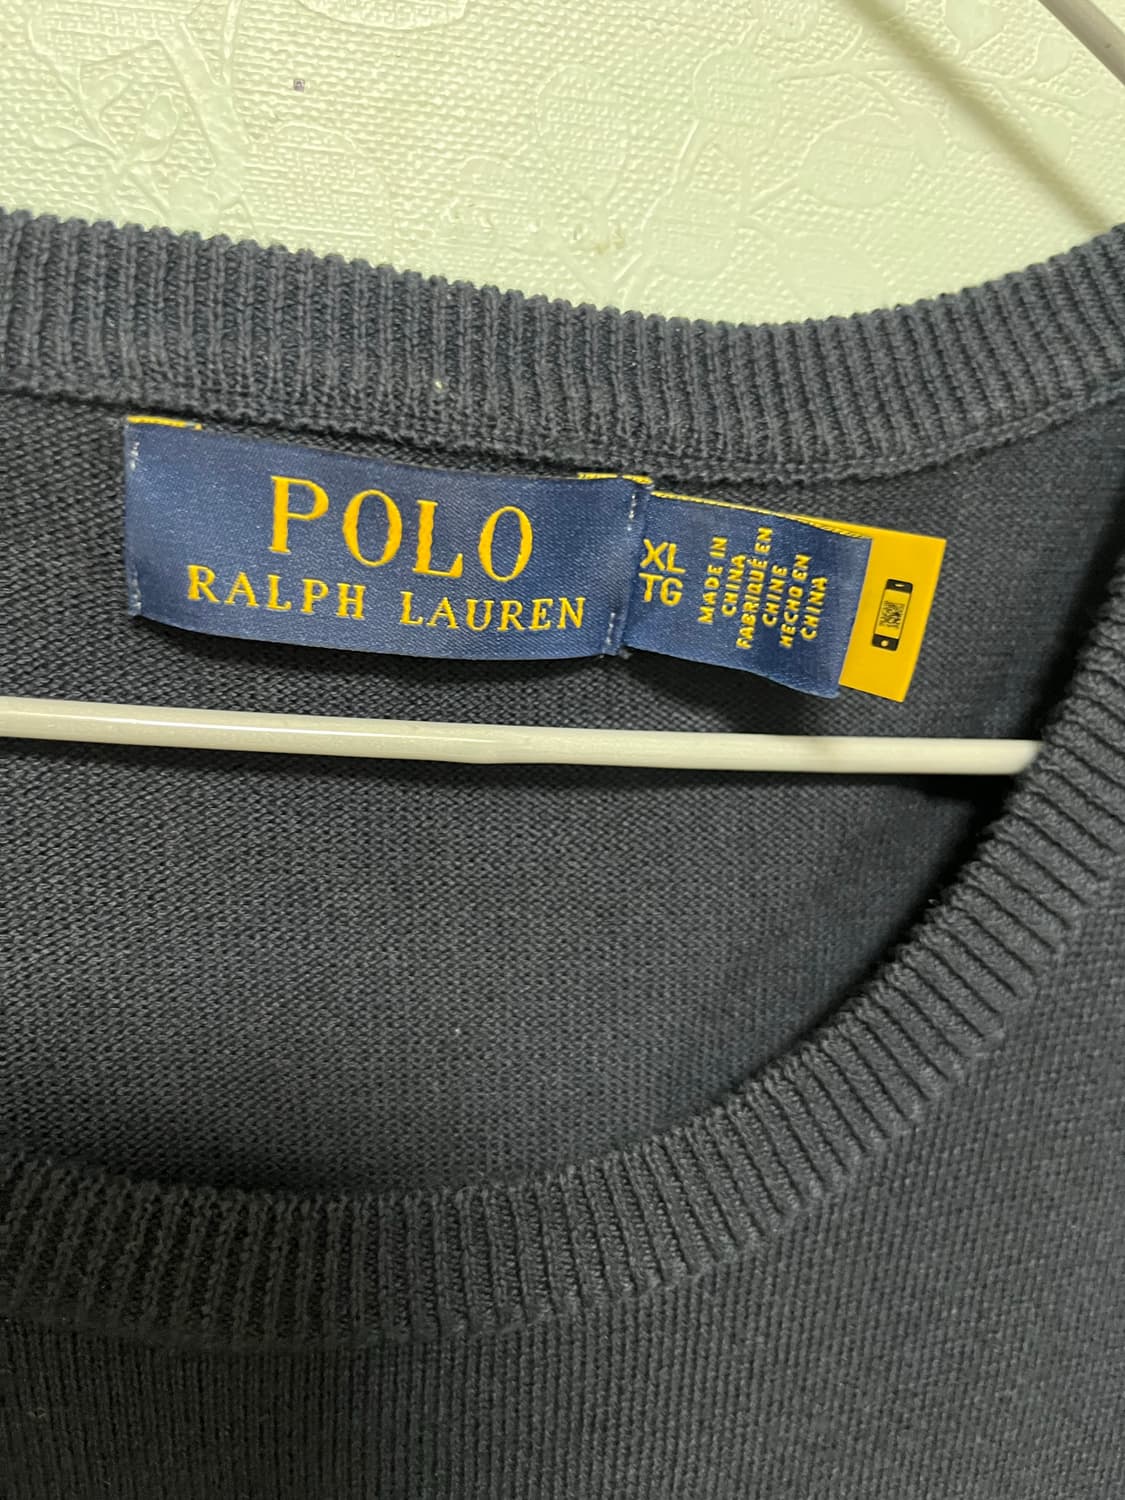 POLO
RALPH LAUREN
XL
TG
MADE IN
CHINA
FABRIQUÉ EN
CHINE
HECHO EN
CHINA